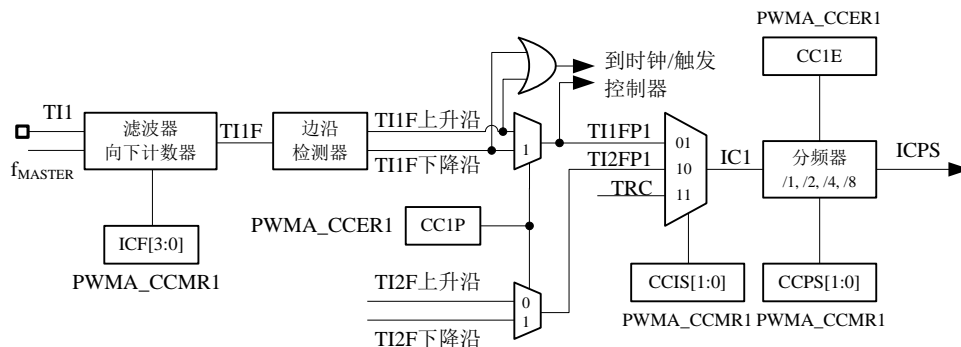 PWMA_CCER1
CC1E
到时钟/触发
控制器
TI1
f_MASTER
滤波器
向下计数器
TI1F
边沿
检测器
TI1F上升沿
TI1F下降沿
1
TI1FP1
TI2FP1
TRC
01
10
11
IC1
分频器
/1, /2, /4, /8
ICPS
ICF[3:0]
PWMA_CCMR1
PWMA_CCER1
CC1P
TI2F上升沿
TI2F下降沿
0
1
CCIS[1:0]
PWMA_CCMR1
CCPS[1:0]
PWMA_CCMR1